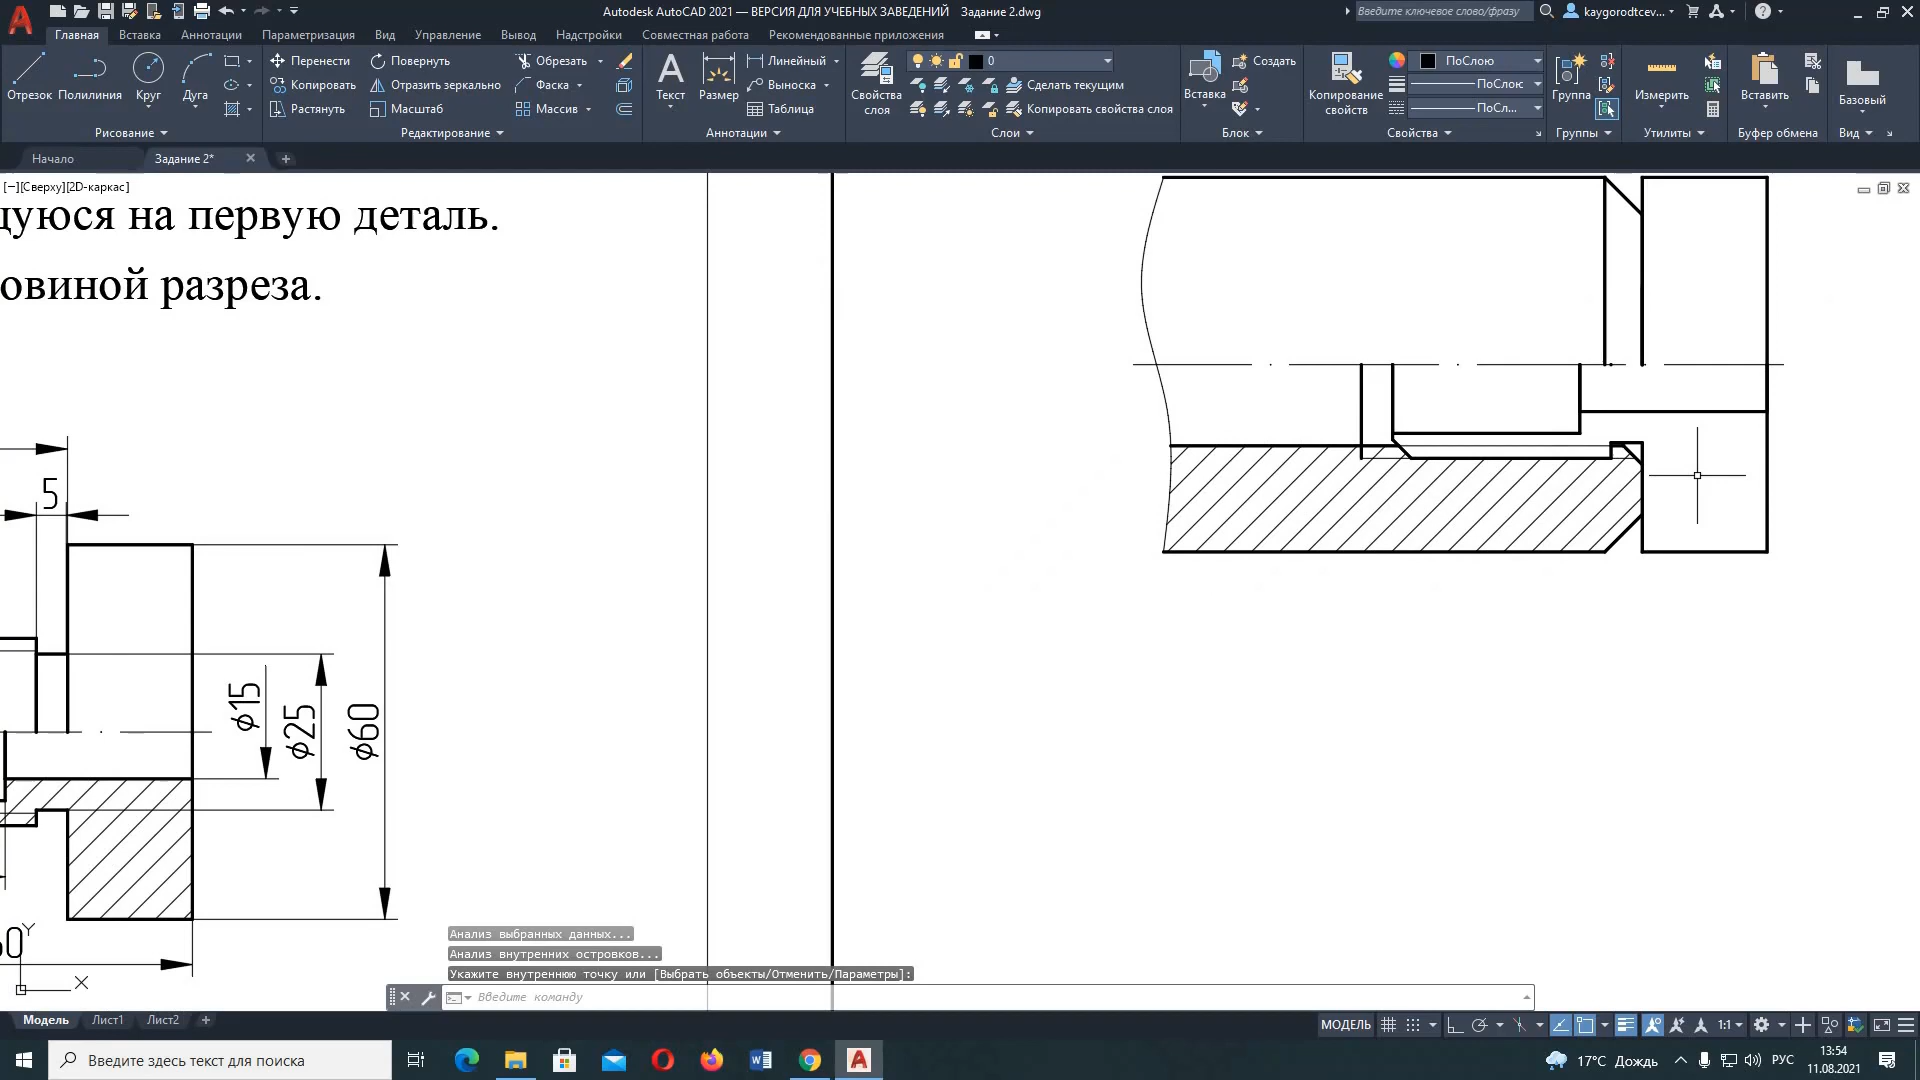 Autodesk AutoCAD 2021 — ВЕРСИЯ ДЛЯ УЧЕБНЫХ ЗАВЕДЕНИЙ Задание 2.dwg
Введите ключевое слово/фразу
kaygorodtcev...
Главная Вставка Аннотации Параметризация Вид Управление Вывод Надстройки Совместная работа Рекомендованные приложения
Отрезок Полилиния Круг Дуга
Рисование
Перенести Повернуть Обрезать
Копировать Отразить зеркально Фаска
Растянуть Масштаб Массив
Редактирование
Текст Размер
Линейный
Выноска
Таблица
Аннотации
Свойства слоя
0
Сделать текущим
Копировать свойства слоя
Слои
Вставка
Создать
Блок
Копирование свойств
ПоСлою
ПоСлою
ПоСл...
Свойства
Группа
Группы
Измерить
Утилиты
Вставить
Буфер обмена
Базовый
Вид
Начало Задание 2*
[−][Сверху][2D-каркас]
щуюся на первую деталь.
овиной разреза.
5
ϕ15
ϕ25
ϕ60
60
Y
X
Анализ выбранных данных...
Анализ внутренних островков...
Укажите внутреннюю точку или [Выбрать объекты/Отменить/Параметры]:
Введите команду
Модель Лист1 Лист2
МОДЕЛЬ
1:1
Введите здесь текст для поиска
17°C Дождь
РУС
13:54
11.08.2021